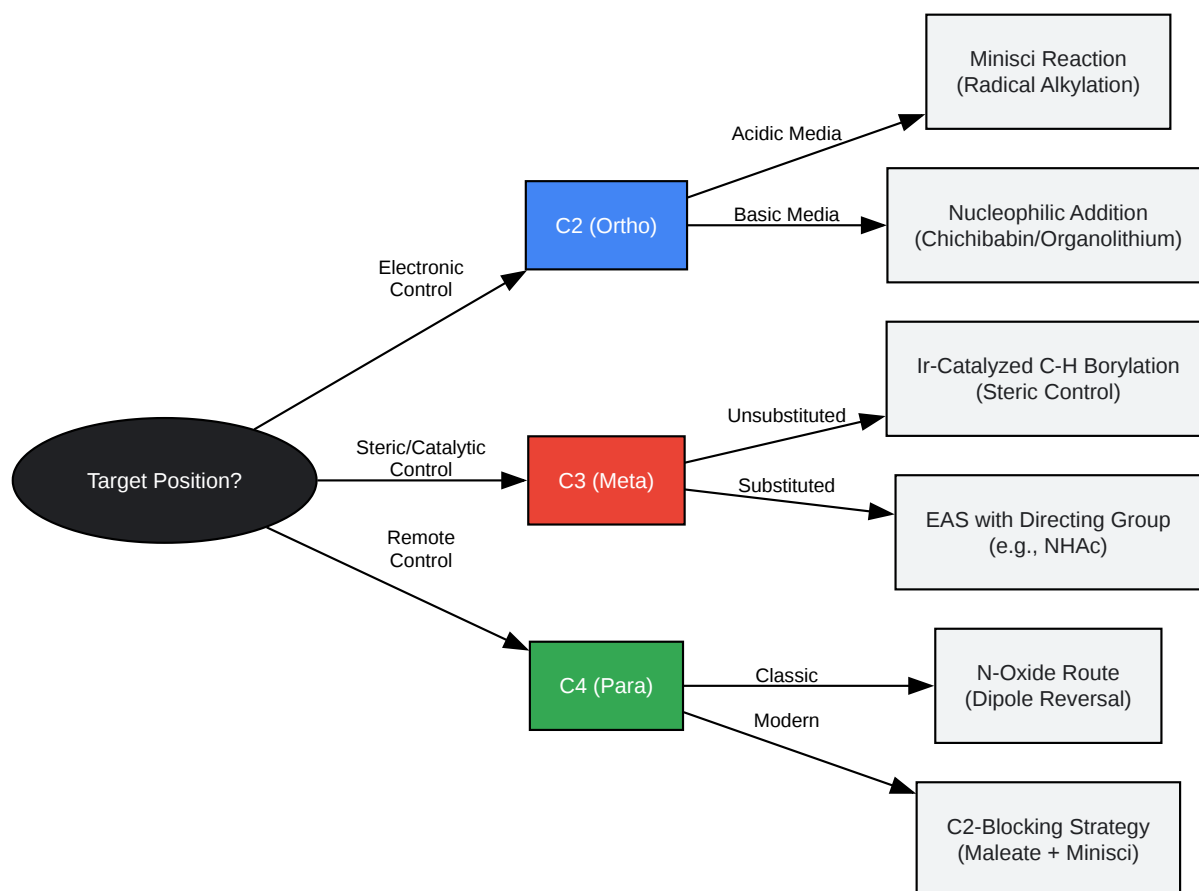 Target Position?
Electronic
Control
Steric/Catalytic
Control
Remote
Control
C2 (Ortho)
Acidic Media
Basic Media
Minisci Reaction
(Radical Alkylation)
Nucleophilic Addition
(Chichibabin/Organolithium)
C3 (Meta)
Unsubstituted
Substituted
Ir-Catalyzed C-H Borylation
(Steric Control)
EAS with Directing Group
(e.g., NHAc)
C4 (Para)
Classic
Modern
N-Oxide Route
(Dipole Reversal)
C2-Blocking Strategy
(Maleate + Minisci)